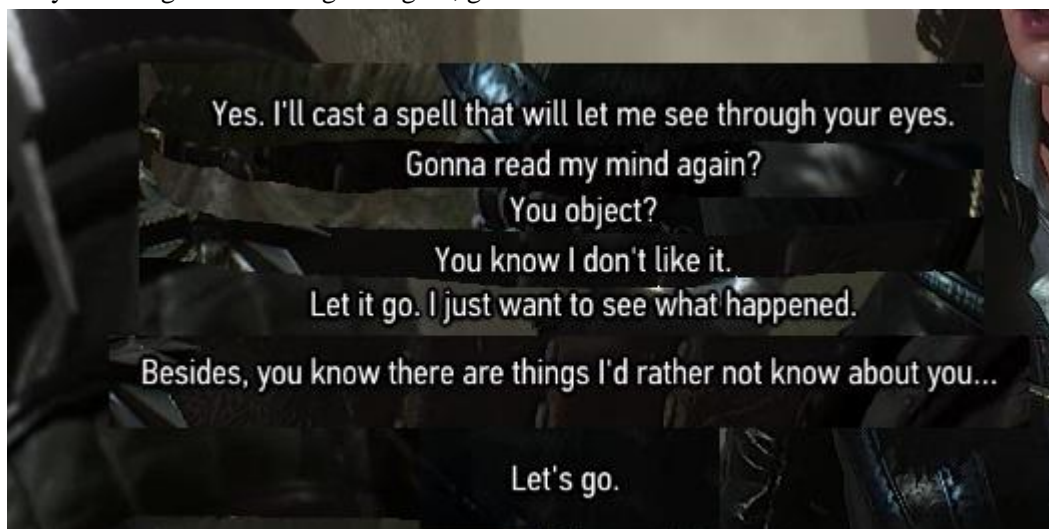 Yes. I'll cast a spell that will let me see through your eyes.
Gonna read my mind again?
You object?
You know I don't like it.
Let it go. I just want to see what happened.
Besides, you know there are things I'd rather not know about you...
Let's go.